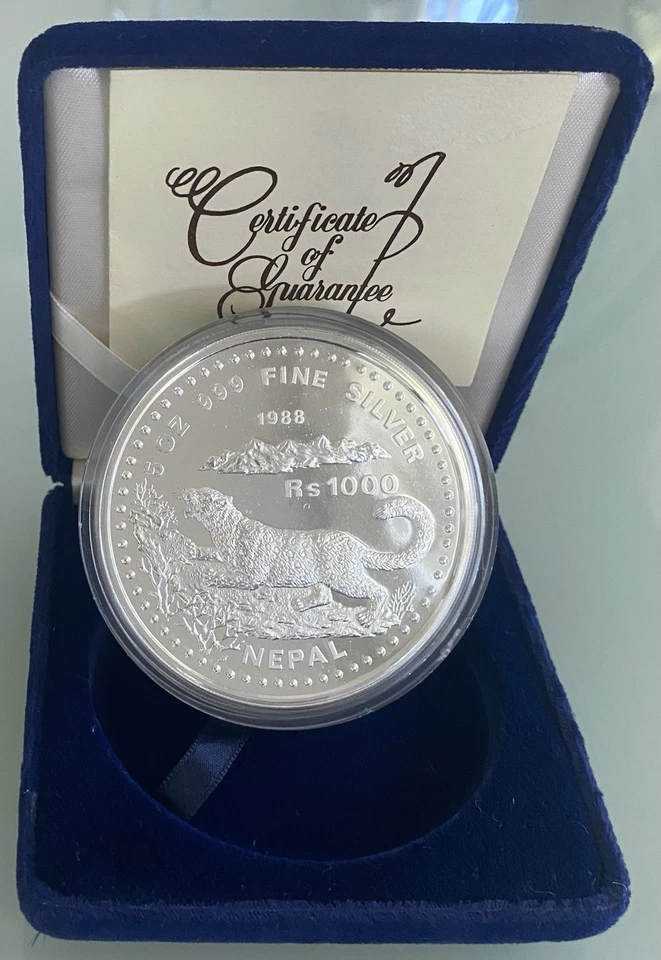 Certificate
of
Guarantee
5 OZ 999 FINE SILVER
1988
Rs 1000
NEPAL